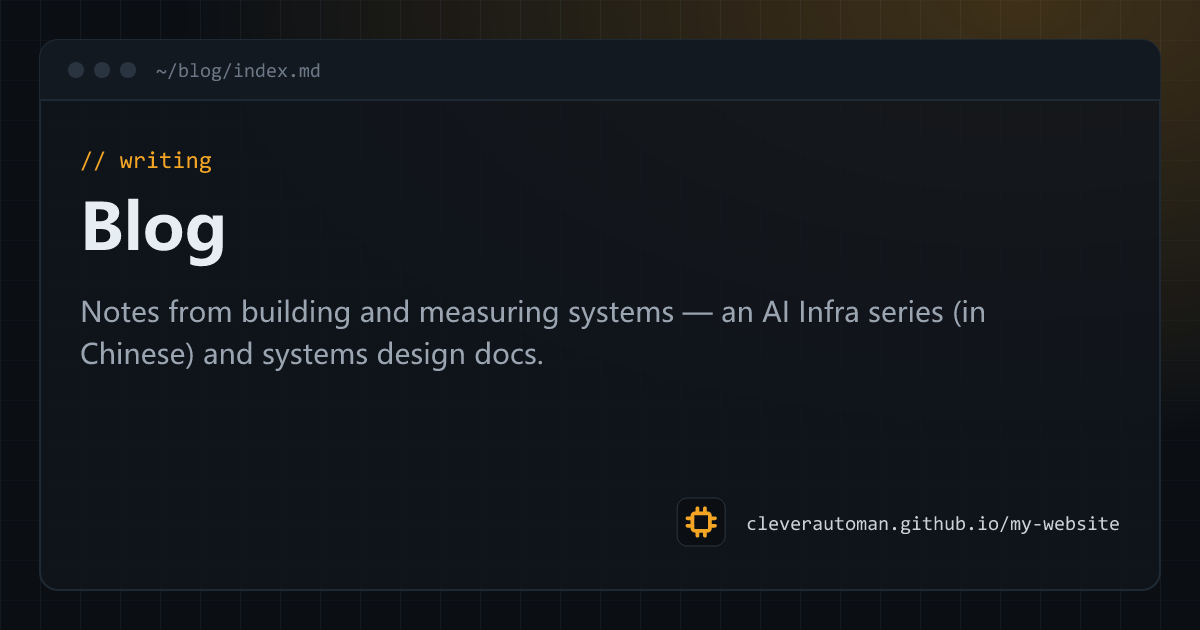 ~/blog/index.md
// writing
Blog
Notes from building and measuring systems — an AI Infra series (in
Chinese) and systems design docs.
cleverautoman.github.io/my-website